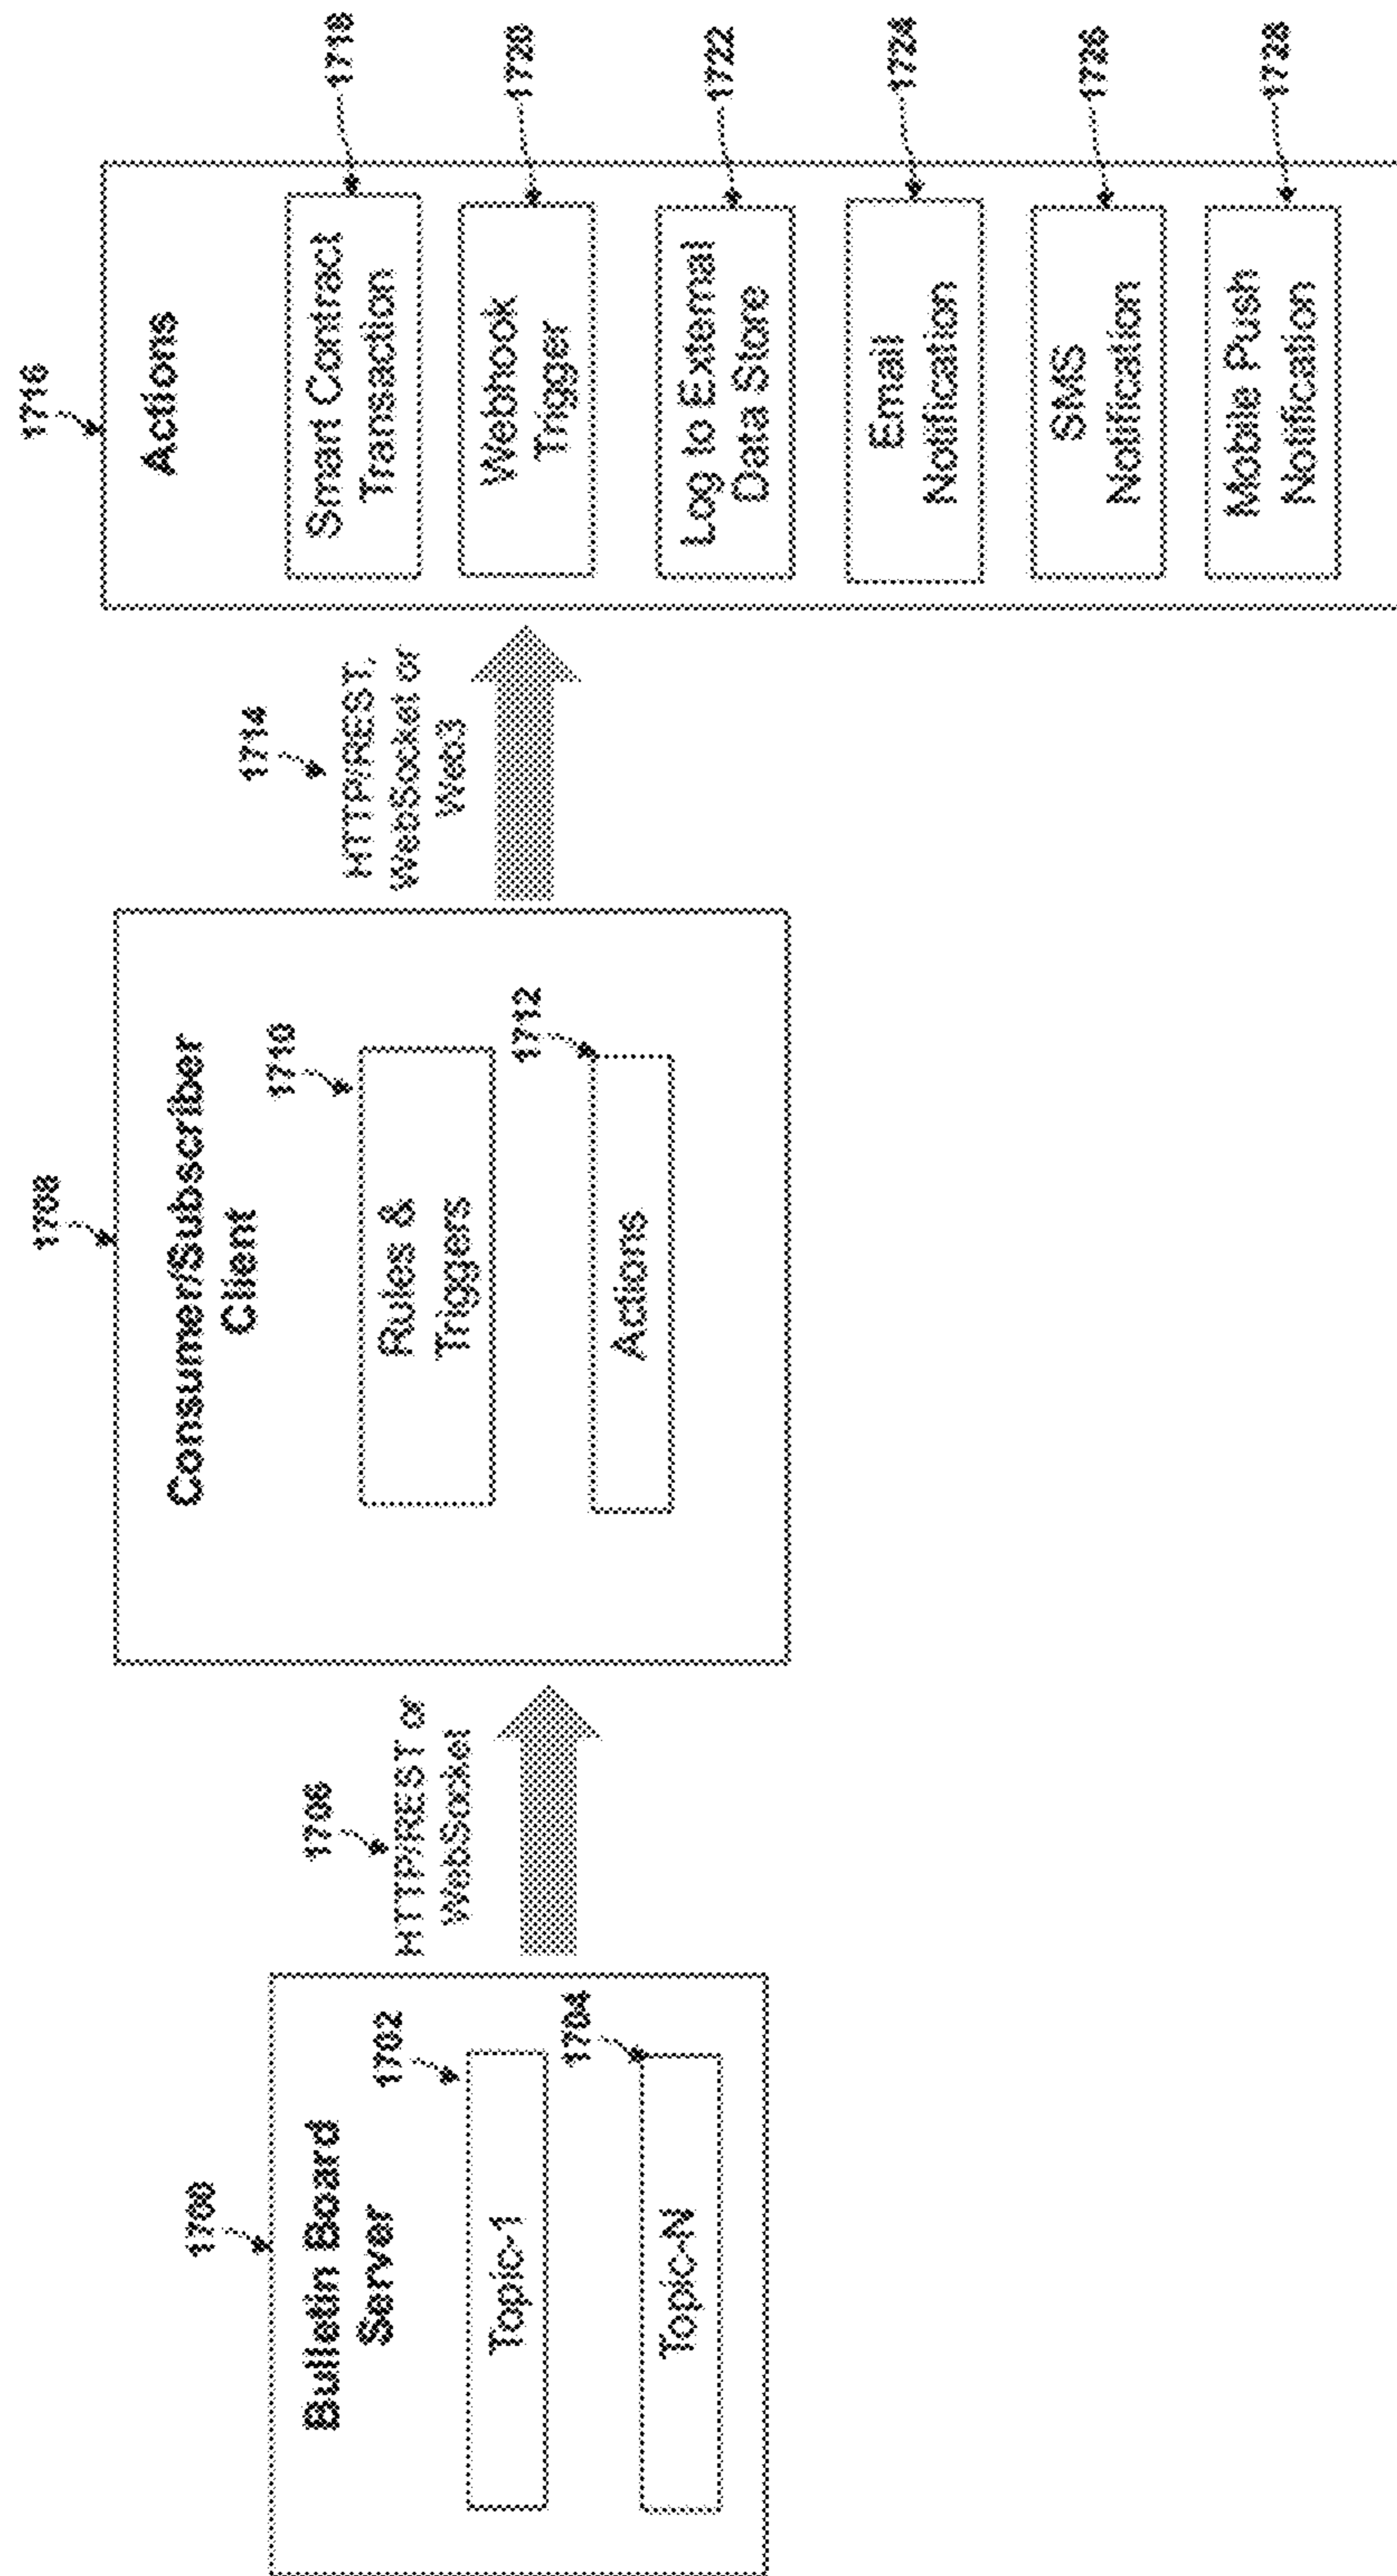 1700
Bulletin Board
Server
1702
Topic-1
1704
Topic-N
1706
HTTP/REST or
WebSocket
1708
Consumer/Subscriber
Client
1710
Rules &
Triggers
1712
Actions
1714
HTTP/REST,
WebSocket or
Web3
1716
Actions
Smart Contract
Transaction
1718
Webhook
Trigger
1720
Log to External
Data Store
1722
Email
Notification
1724
SMS
Notification
1726
Mobile Push
Notification
1728